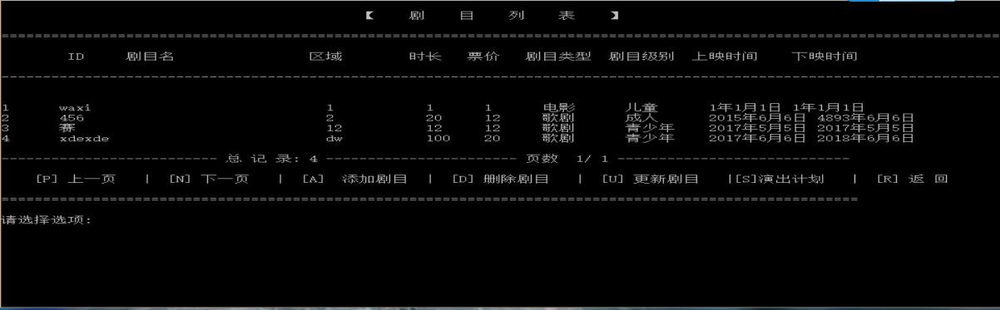 【 剧 目 列 表 】
==================================================
ID 剧目名 区域 时长 票价 剧目类型 剧目级别 上映时间 下映时间
--------------------------------------------------
1 waxi 1 1 1 电影 儿童 1年1月1日 1年1月1日
2 456 2 20 12 歌剧 成人 2015年6月6日 4893年6月6日
3 赛 12 12 12 歌剧 青少年 2017年5月5日 2017年5月5日
4 xdexde dw 100 20 歌剧 青少年 2017年6月6日 2018年6月6日
-------------------------- 总 记 录: 4 ----------------------- 页数 1/ 1 ----------------------------
[P] 上一页 | [N] 下一页 | [A] 添加剧目 | [D] 删除剧目 | [U] 更新剧目 |[S]演出计划 | [R] 返 回
==================================================
请选择选项: